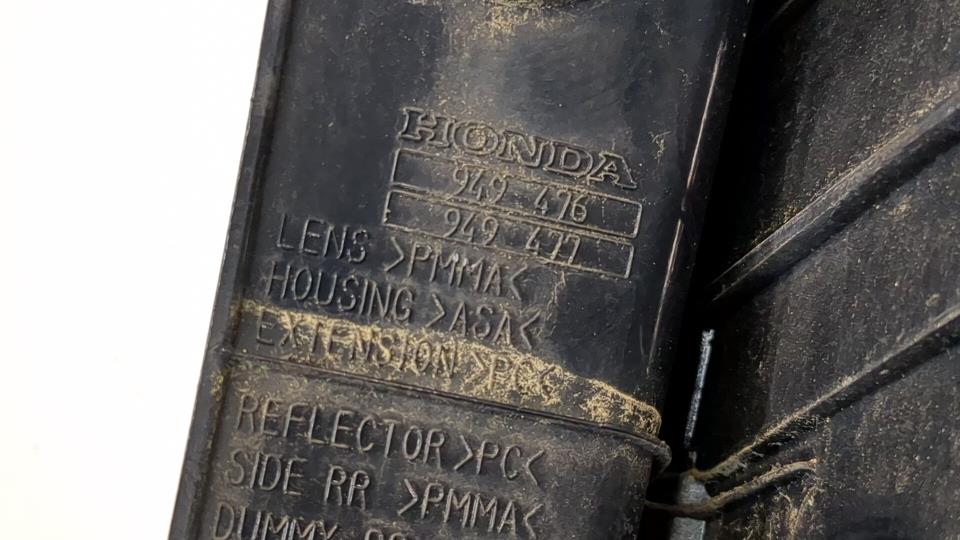 HONDA
949 476
949 477
LENS >PMMA<
HOUSING >ASA<
EXTENSION >PC<
REFLECTOR >PC<
SIDE RR >PMMA<
DUMMY